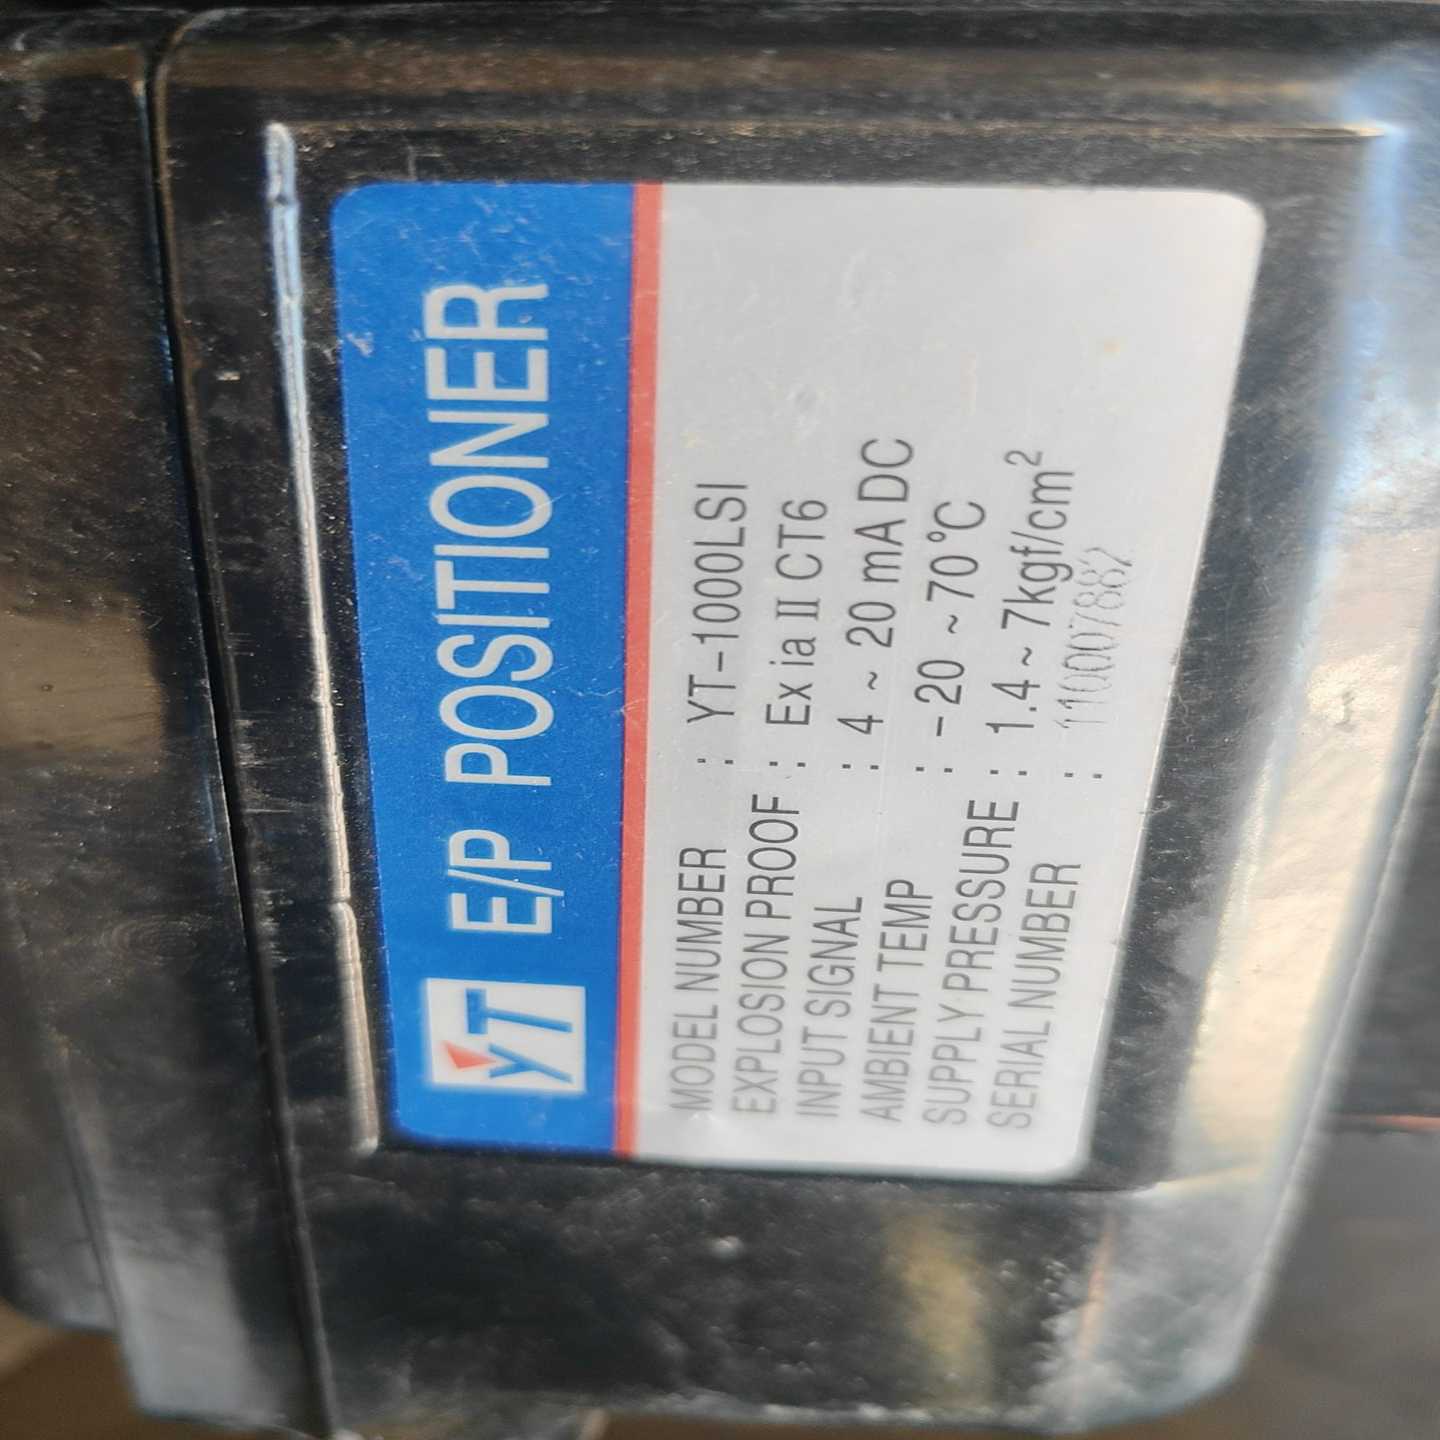 YT E/P POSITIONER
MODEL NUMBER : YT-1000LSI
EXPLOSION PROOF : Ex ia II CT6
INPUT SIGNAL : 4 ~ 20 mA DC
AMBIENT TEMP : -20 ~ 70°C
SUPPLY PRESSURE : 1.4 ~ 7kgf/cm²
SERIAL NUMBER :